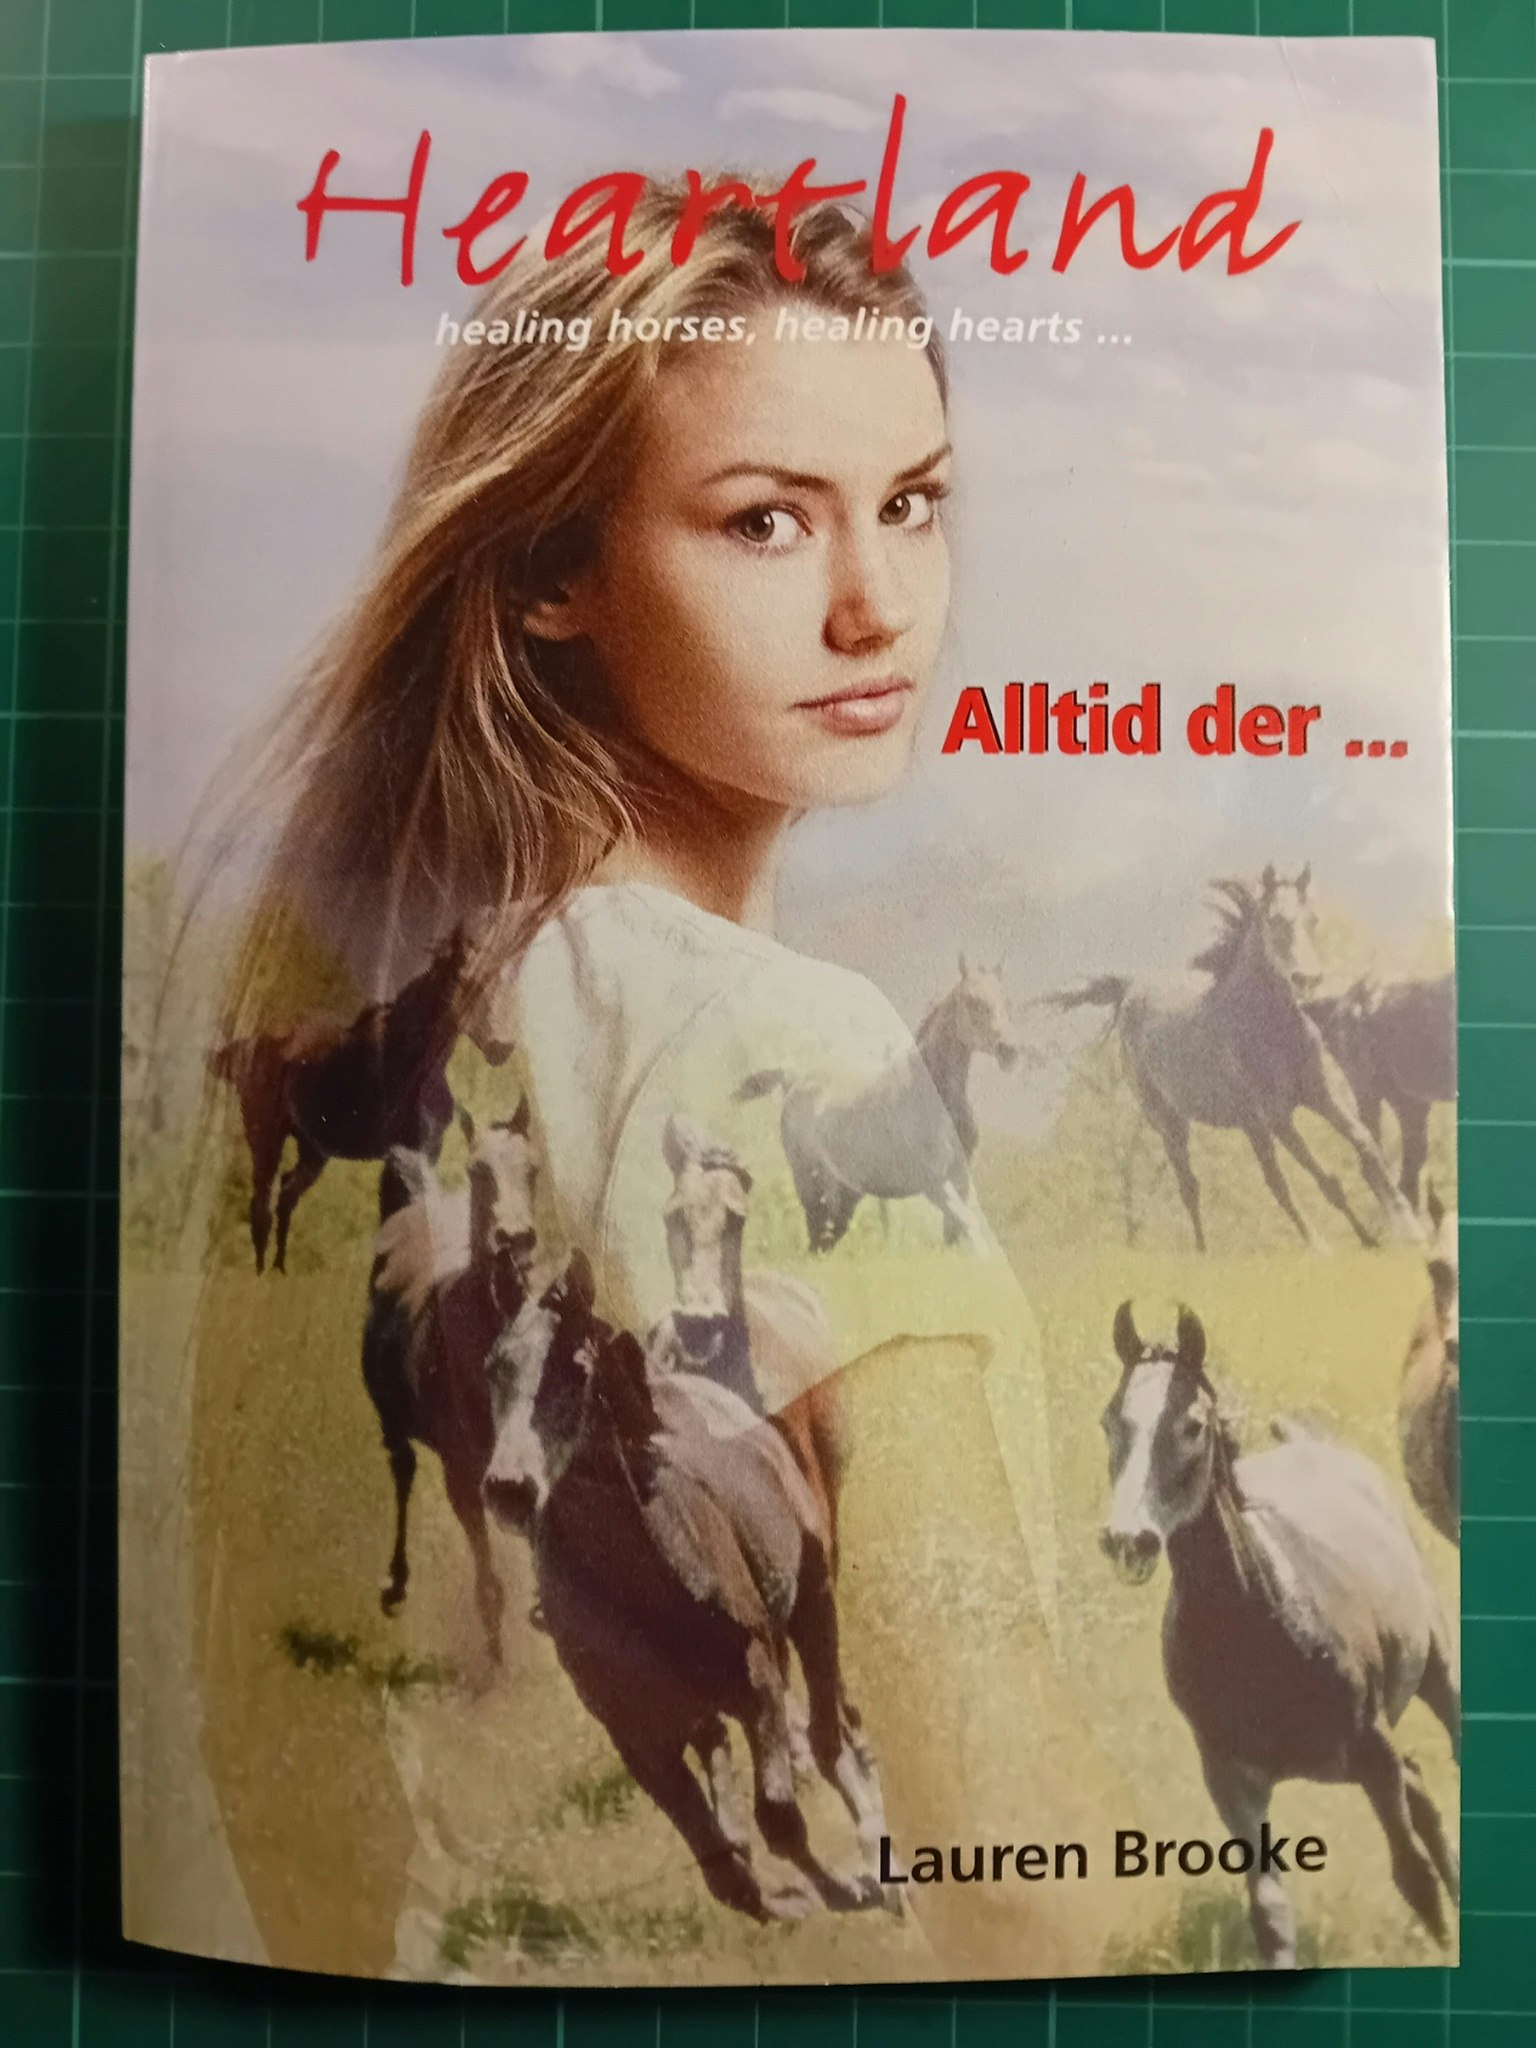 Heartland
healing horses, healing hearts ...
Alltid der ...
Lauren Brooke